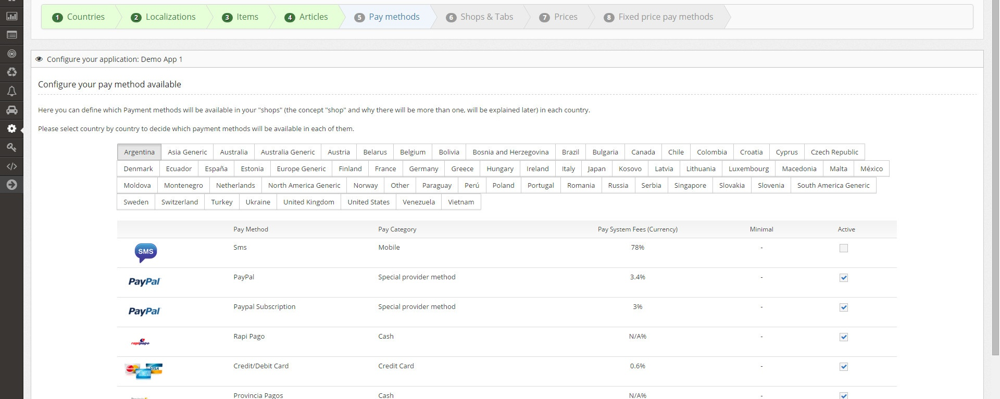 1 Countries 2 Localizations 3 Items 4 Articles 5 Pay methods 6 Shops & Tabs 7 Prices 8 Fixed price pay methods
Configure your application: Demo App 1
Configure your pay method available
Here you can define which Payment methods will be available in your "shops" (the concept "shop" and why there will be more than one, will be explained later) in each country.
Please select country by country to decide which payment methods will be available in each of them.
Argentina Asia Generic Australia Australia Generic Austria Belarus Belgium Bolivia Bosnia and Herzegovina Brazil Bulgaria Canada Chile Colombia Croatia Cyprus Czech Republic
Denmark Ecuador España Estonia Europe Generic Finland France Germany Greece Hungary Ireland Italy Japan Kosovo Latvia Lithuania Luxembourg Macedonia Malta México
Moldova Montenegro Netherlands North America Generic Norway Other Paraguay Perú Poland Portugal Romania Russia Serbia Singapore Slovakia Slovenia South America Generic
Sweden Switzerland Turkey Ukraine United Kingdom United States Venezuela Vietnam
Pay Method Pay Category Pay System Fees (Currency) Minimal Active
SMS Sms Mobile 78% -
PayPal PayPal Special provider method 3.4% -
PayPal Paypal Subscription Special provider method 3% -
rapipago Rapi Pago Cash N/A% -
VISA Credit/Debit Card Credit Card 0.6% -
Provincia Pagos Cash N/A% -